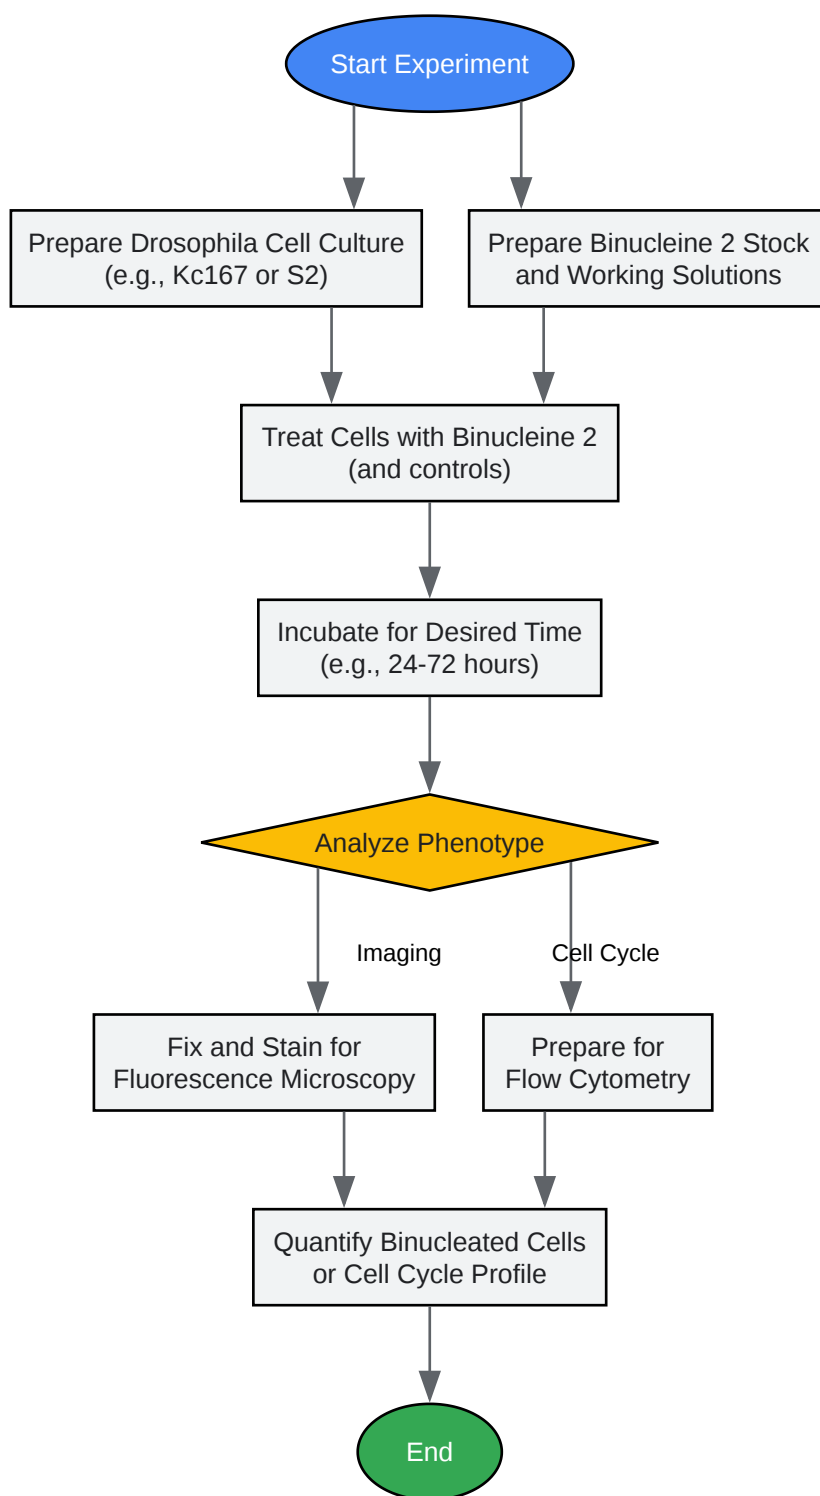 Start Experiment
Prepare Drosophila Cell Culture
(e.g., Kc167 or S2)
Prepare Binucleine 2 Stock
and Working Solutions
Treat Cells with Binucleine 2
(and controls)
Incubate for Desired Time
(e.g., 24-72 hours)
Analyze Phenotype
Imaging
Cell Cycle
Fix and Stain for
Fluorescence Microscopy
Prepare for
Flow Cytometry
Quantify Binucleated Cells
or Cell Cycle Profile
End